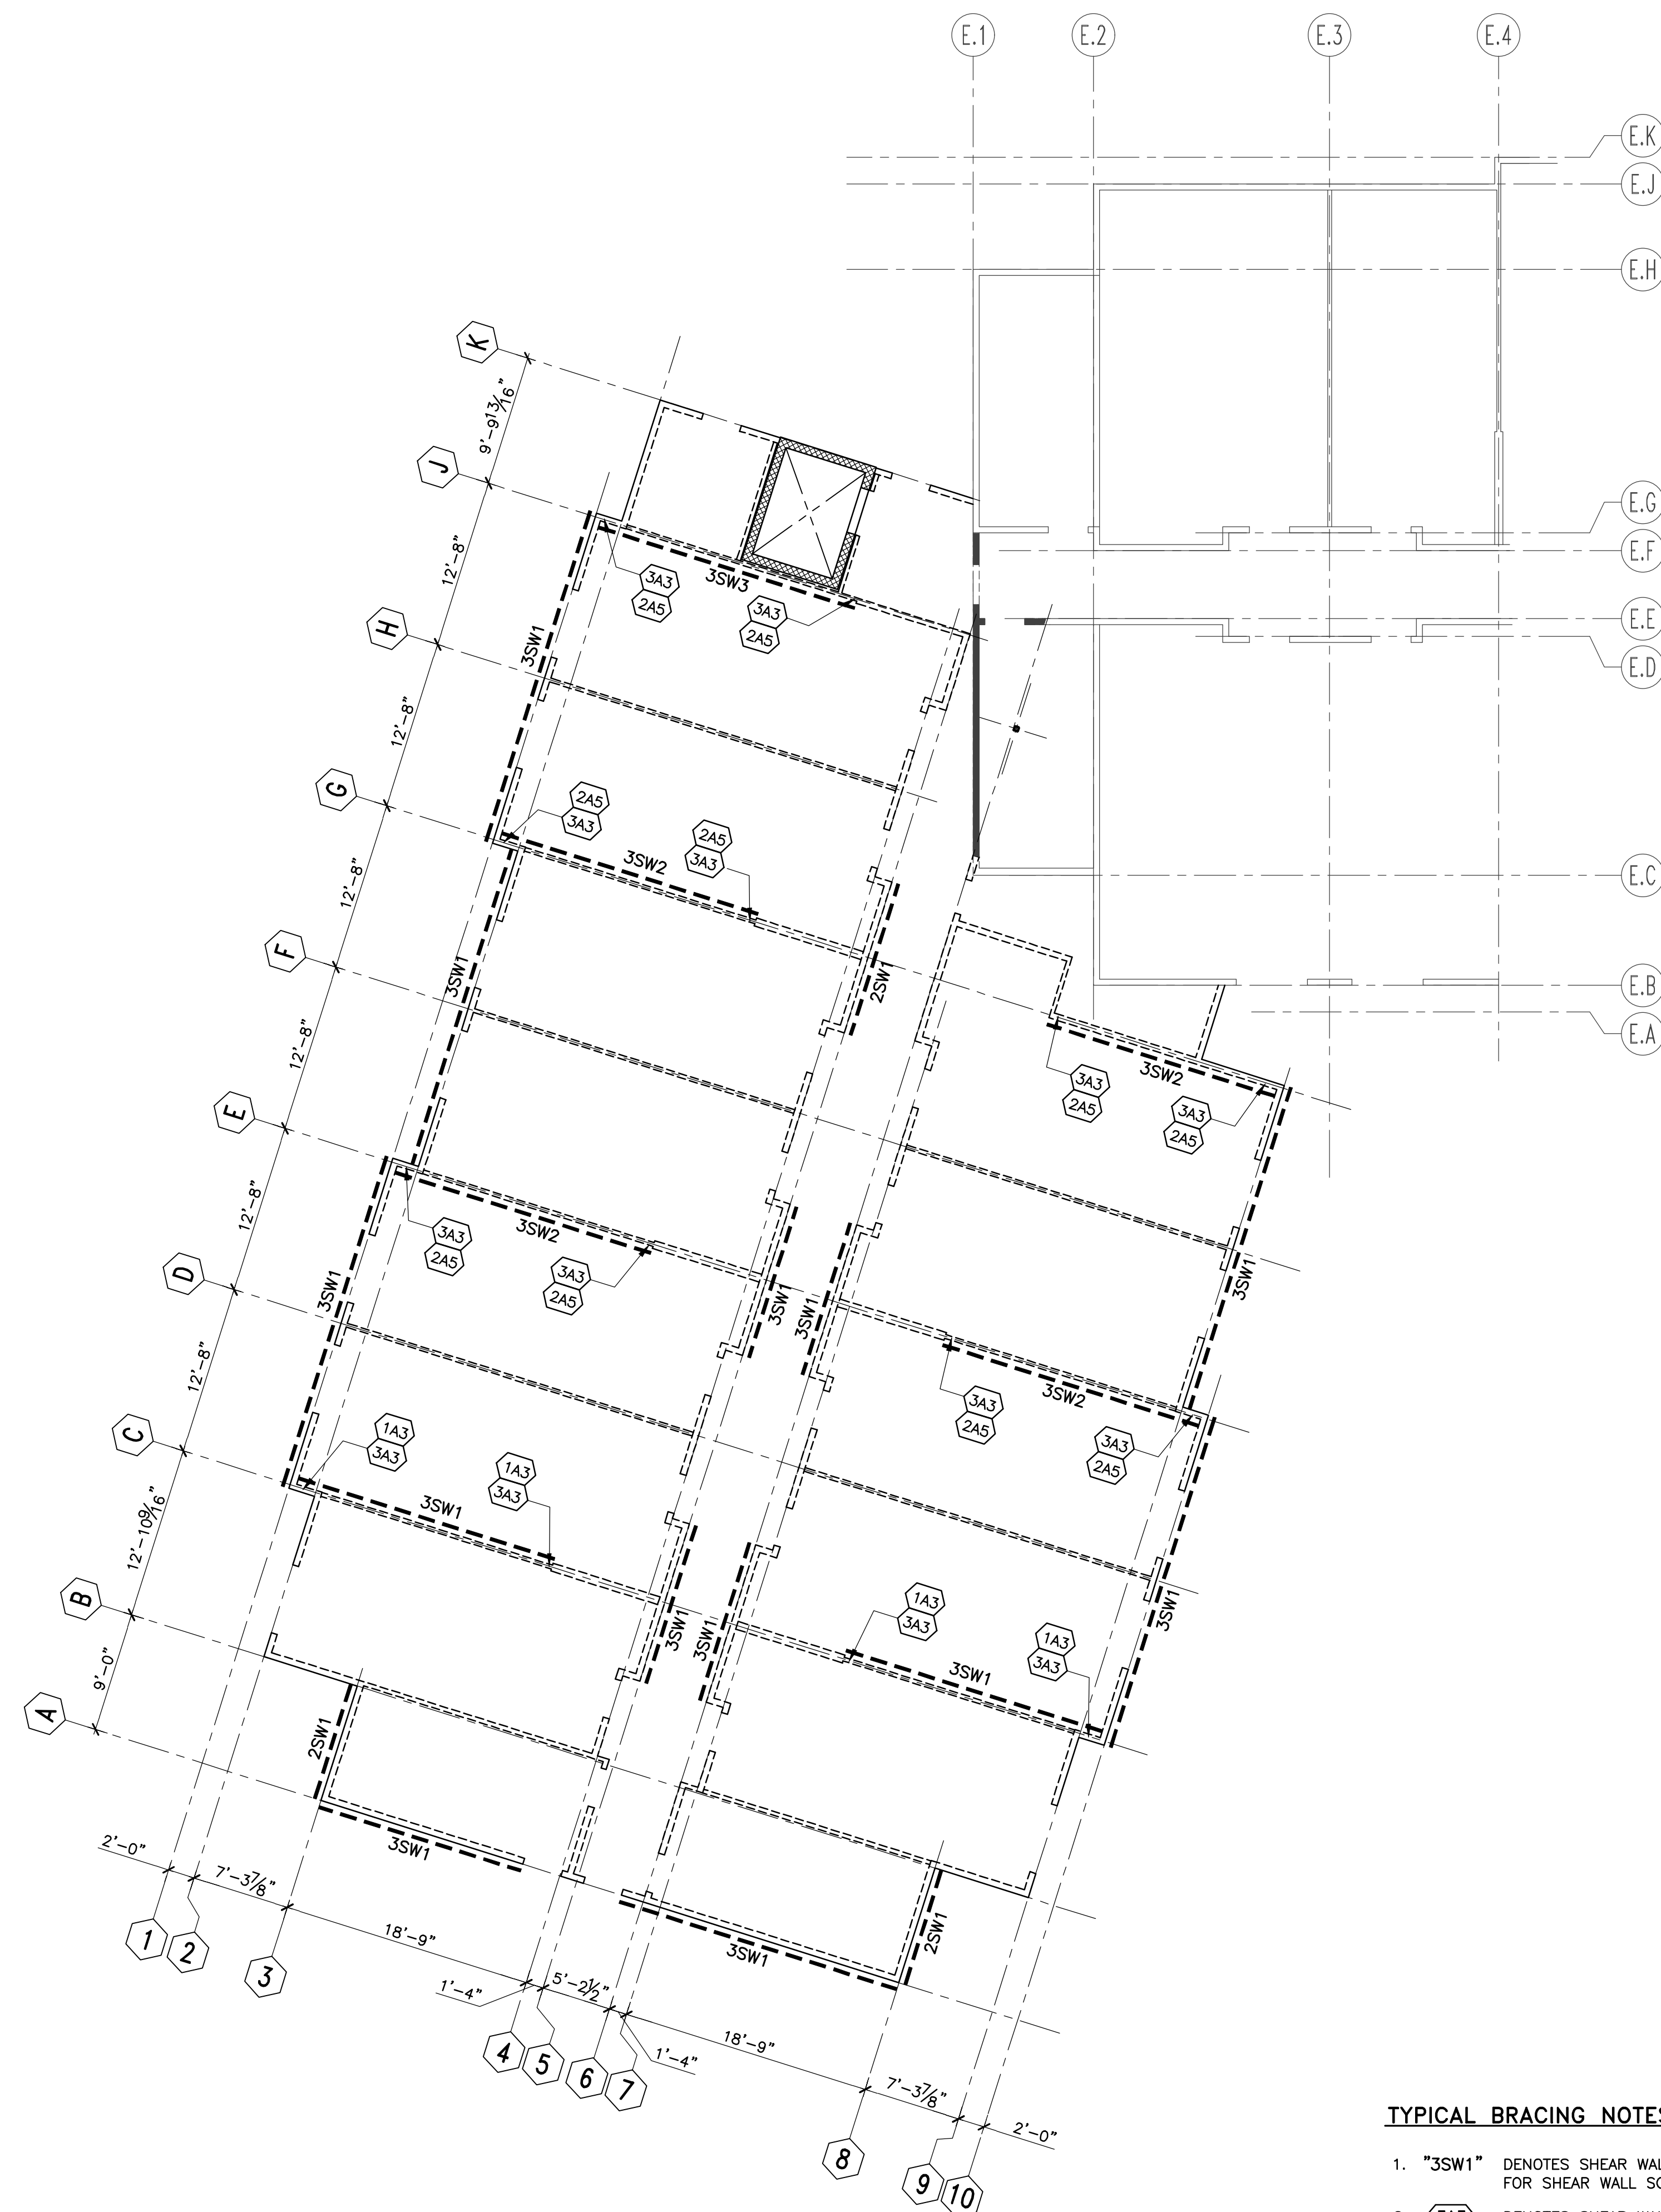 E.1
E.2
E.3
E.4
E.K
E.J
E.H
E.G
E.F
E.E
E.D
E.C
E.B
E.A
K
9'-9 13/16"
J
12'-8"
H
12'-8"
G
12'-8"
F
12'-8"
E
12'-8"
D
12'-8"
C
12'-10 9/16"
B
9'-0"
A
3SW3
3A3
2A5
3A3
2A5
3SW1
2A5
3A3
2A5
3A3
3SW2
3SW1
2SW1
3SW2
3A3
2A5
3A3
2A5
3SW2
3A3
2A5
3A3
2A5
3SW1
3SW1
3SW1
3SW1
3SW2
3A3
2A5
3A3
2A5
1A3
3A3
1A3
3A3
3SW1
3SW1
3SW1
3SW1
1A3
3A3
1A3
3A3
3SW1
2SW1
3SW1
3SW1
2SW1
2'-0"
7'-3 7/8"
18'-9"
1'-4"
5'-2 1/2"
1'-4"
18'-9"
7'-3 7/8"
2'-0"
1
2
3
4
5
6
7
8
9
10
TYPICAL BRACING NOTES
1. "3SW1" DENOTES SHEAR WAL
FOR SHEAR WALL SC